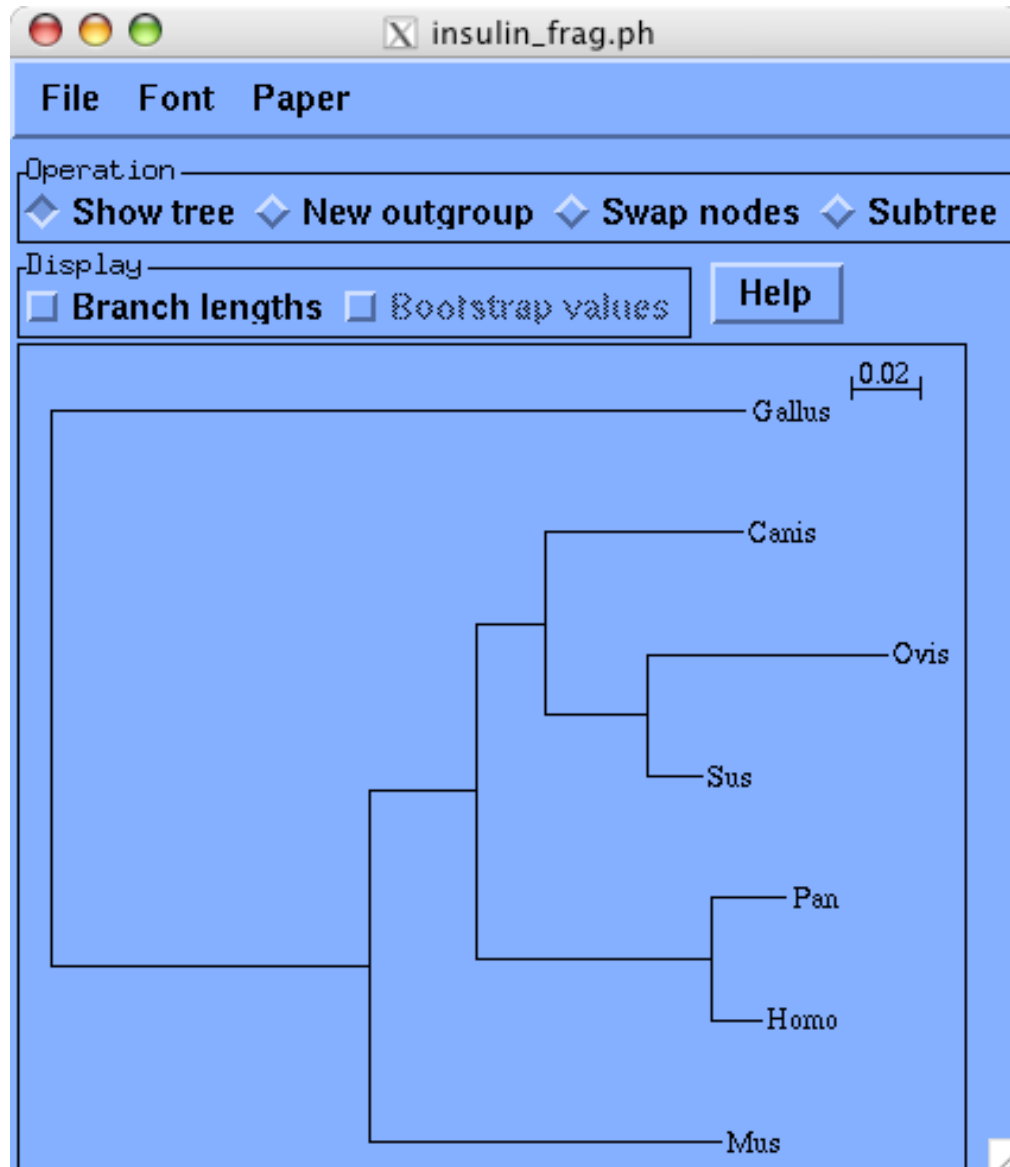 insulin_frag.ph
File Font Paper
Operation
Show tree New outgroup Swap nodes Subtree
Display
Branch lengths Bootstrap values Help
0.02
Gallus
Canis
Ovis
Sus
Pan
Homo
Mus